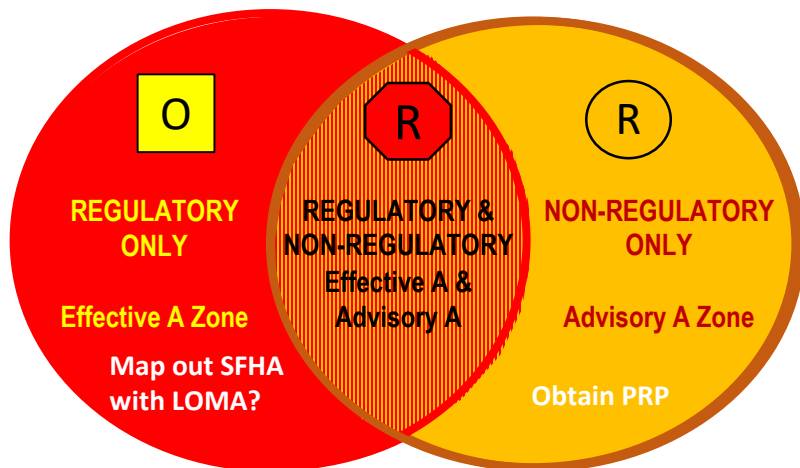 O
REGULATORY
ONLY
Effective A Zone
Map out SFHA
with LOMA?
R
REGULATORY &
NON-REGULATORY
Effective A &
Advisory A
R
NON-REGULATORY
ONLY
Advisory A Zone
Obtain PRP